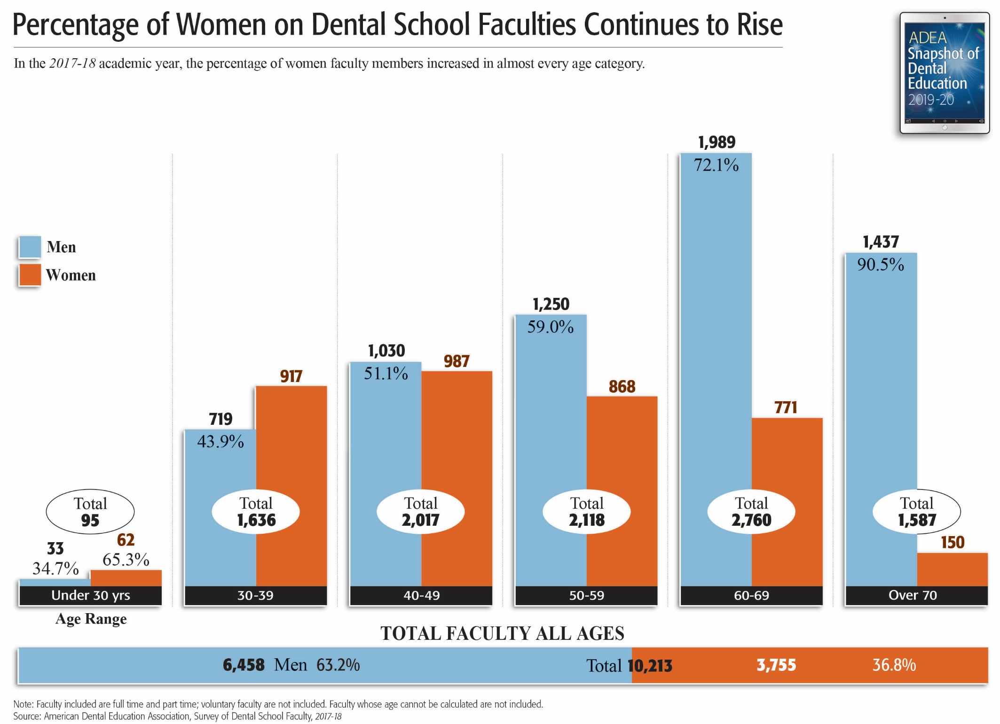 Percentage of Women on Dental School Faculties Continues to Rise
In the 2017-18 academic year, the percentage of women faculty members increased in almost every age category.
ADEA
Snapshot of
Dental
Education
2019-20
Men
Women
Total
95
33
34.7%
62
65.3%
Under 30 yrs
719
43.9%
917
Total
1,636
30-39
1,030
51.1%
987
Total
2,017
40-49
1,250
59.0%
868
Total
2,118
50-59
1,989
72.1%
771
Total
2,760
60-69
1,437
90.5%
Total
1,587
150
Over 70
Age Range
TOTAL FACULTY ALL AGES
6,458 Men 63.2% Total 10,213 3,755 36.8%
Note: Faculty included are full time and part time; voluntary faculty are not included. Faculty whose age cannot be calculated are not included.
Source: American Dental Education Association, Survey of Dental School Faculty, 2017-18